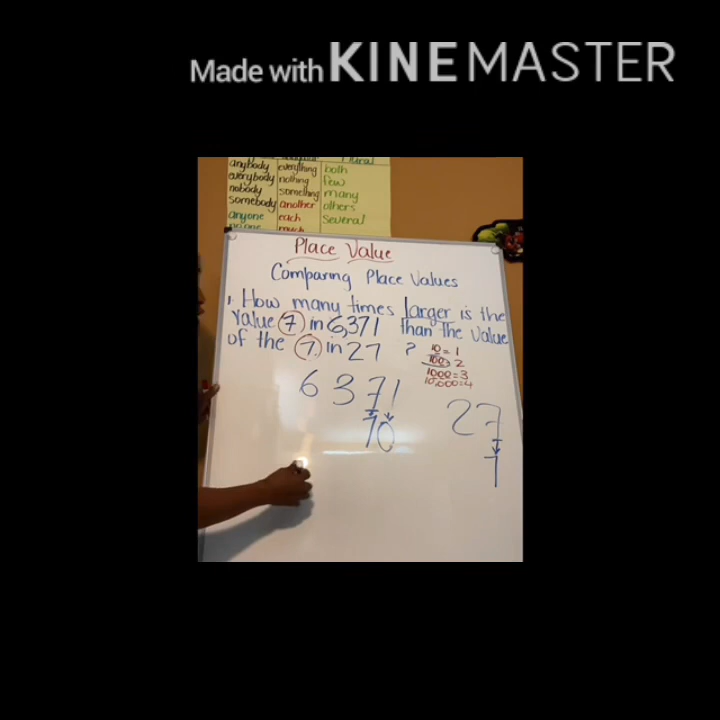 Made with KINEMASTER
anybody everything both
everybody nothing few
nobody something many
somebody another others
anyone each several
Place Value
Comparing Place Values
1. How many times larger is the
value 7 in 6,371 than the value
of the 7 in 27 ?
10 = 1
100 = 2
1000 = 3
10,000 = 4
6 3 7 1
27
70
7